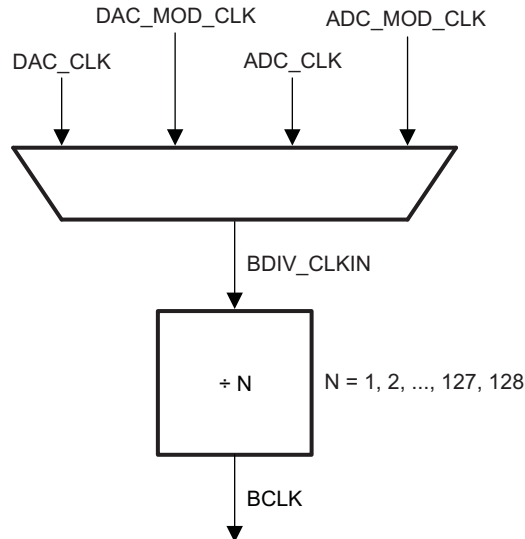 DAC_MOD_CLK
ADC_MOD_CLK
DAC_CLK
ADC_CLK
BDIV_CLKIN
÷ N
N = 1, 2, ..., 127, 128
BCLK